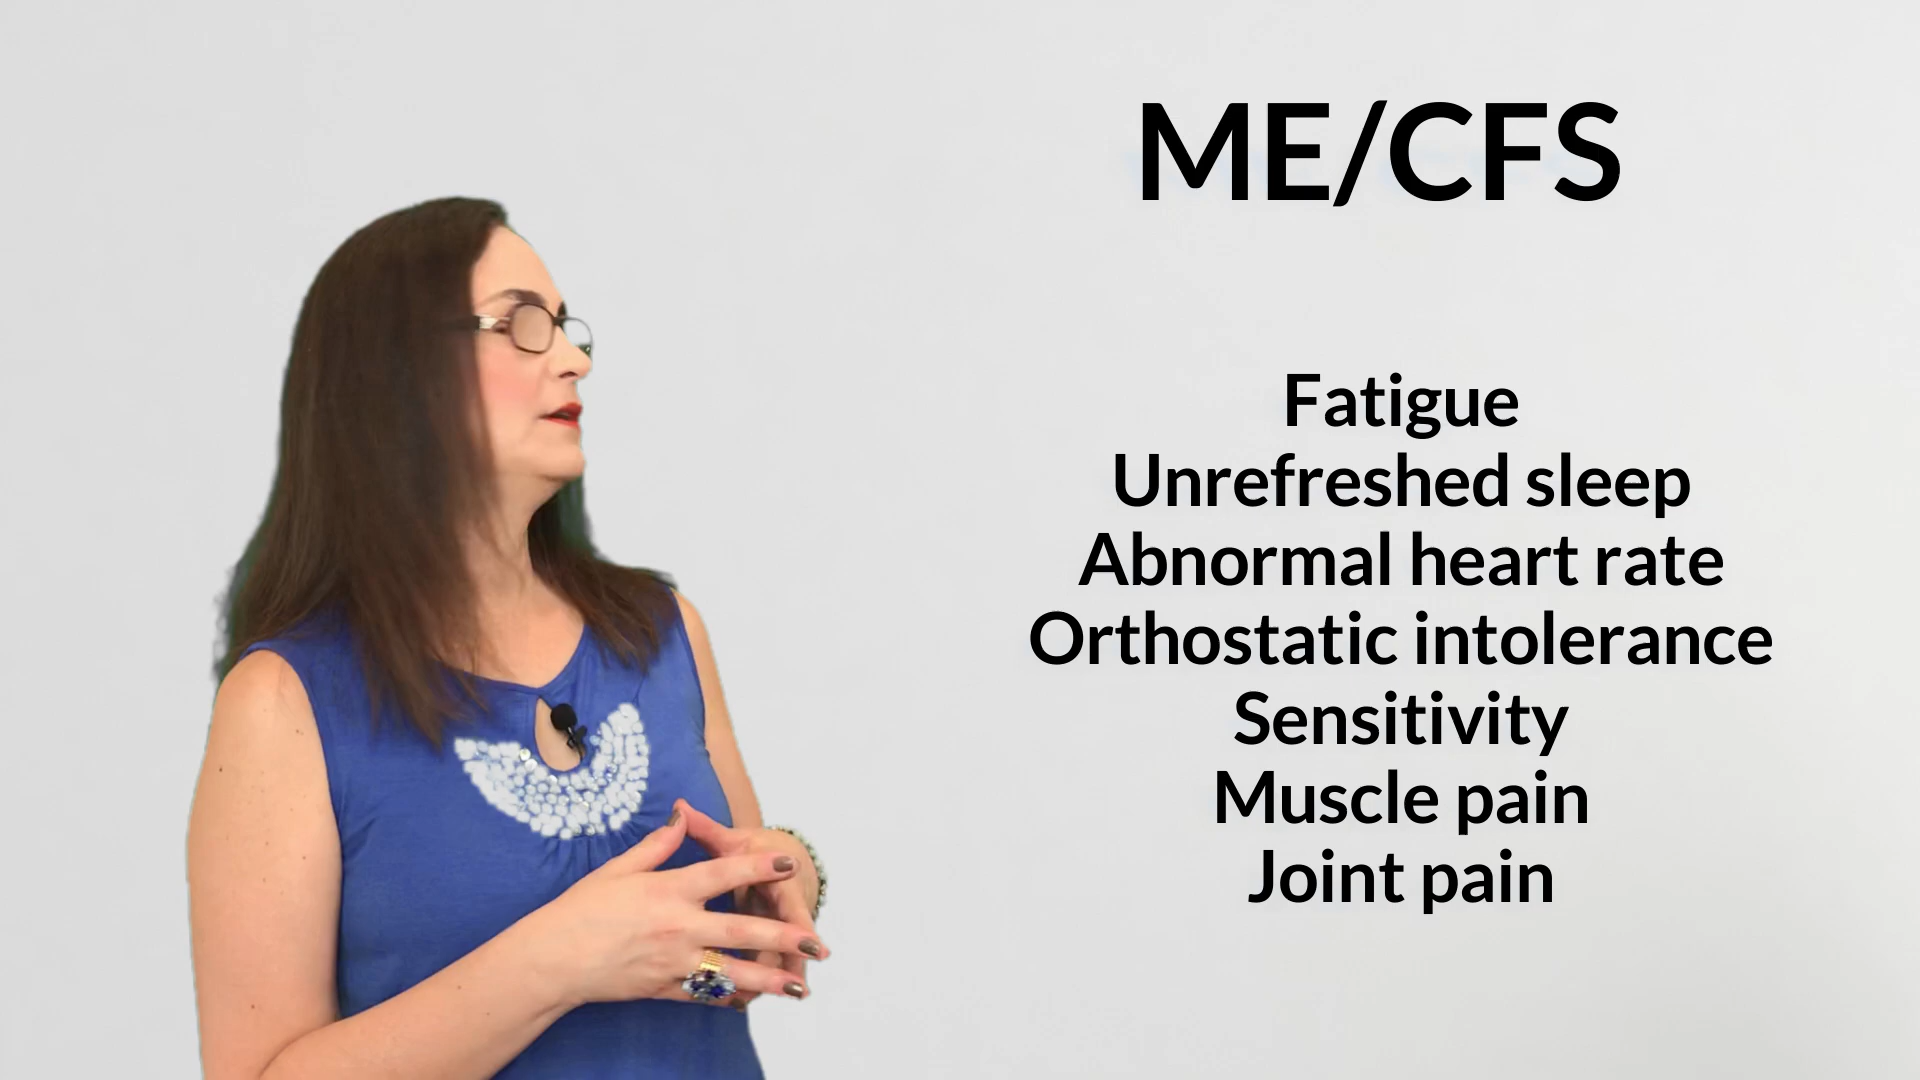 ME/CFS
Fatigue
Unrefreshed sleep
Abnormal heart rate
Orthostatic intolerance
Sensitivity
Muscle pain
Joint pain